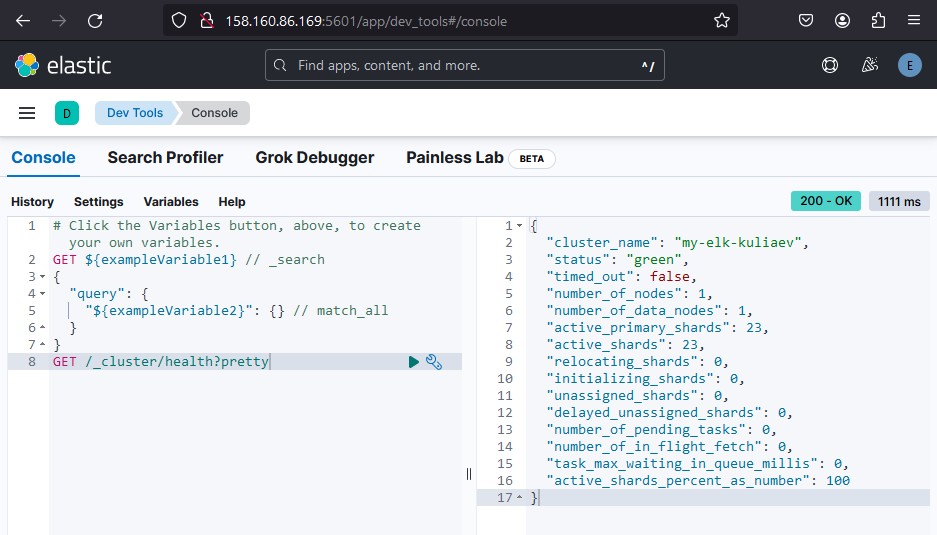 158.160.86.169:5601/app/dev_tools#/console
elastic
Find apps, content, and more.
^/
E
D
Dev Tools
Console
Console
Search Profiler
Grok Debugger
Painless Lab
BETA
History
Settings
Variables
Help
200 - OK
1111 ms
1 # Click the Variables button, above, to create
your own variables.
2 GET ${exampleVariable1} // _search
3 {
4 "query": {
5 "${exampleVariable2}": {} // match_all
6 }
7 }
8 GET /_cluster/health?pretty
1 {
2 "cluster_name": "my-elk-kuliaev",
3 "status": "green",
4 "timed_out": false,
5 "number_of_nodes": 1,
6 "number_of_data_nodes": 1,
7 "active_primary_shards": 23,
8 "active_shards": 23,
9 "relocating_shards": 0,
10 "initializing_shards": 0,
11 "unassigned_shards": 0,
12 "delayed_unassigned_shards": 0,
13 "number_of_pending_tasks": 0,
14 "number_of_in_flight_fetch": 0,
15 "task_max_waiting_in_queue_millis": 0,
16 "active_shards_percent_as_number": 100
17 }